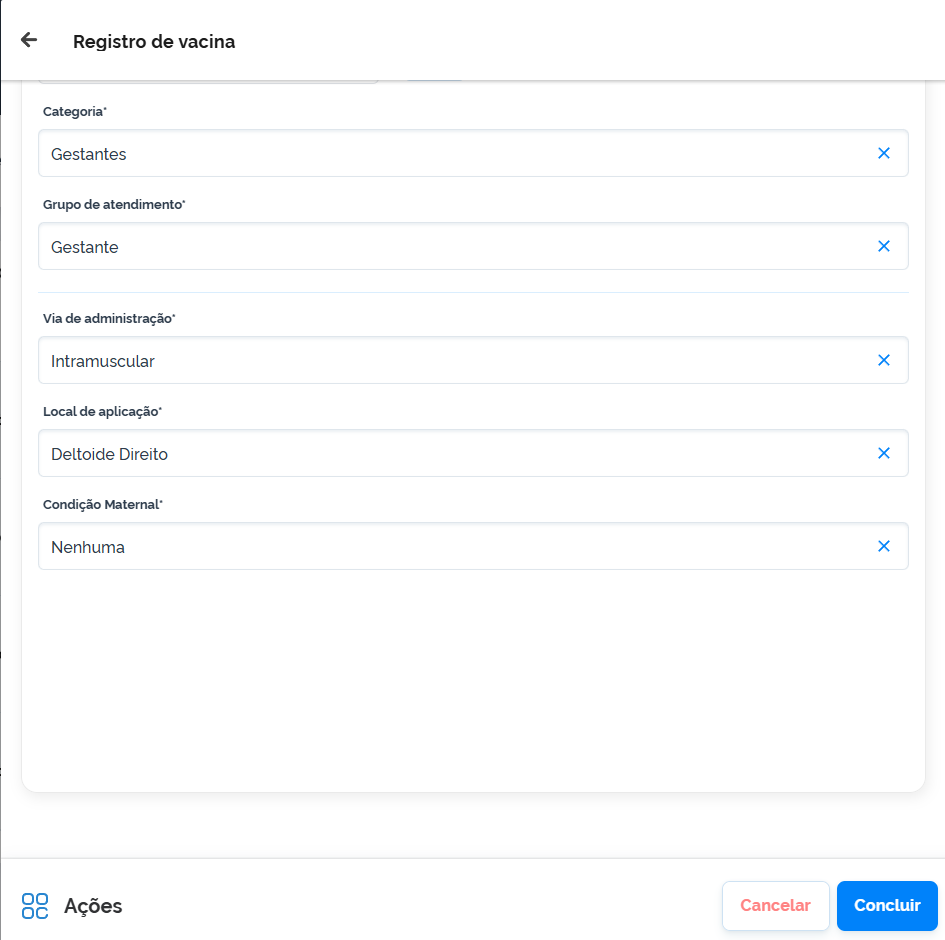 Registro de vacina
Categoria*
Gestantes
Grupo de atendimento*
Gestante
Via de administração*
Intramuscular
Local de aplicação*
Deltoide Direito
Condição Maternal*
Nenhuma
Ações
Cancelar
Concluir